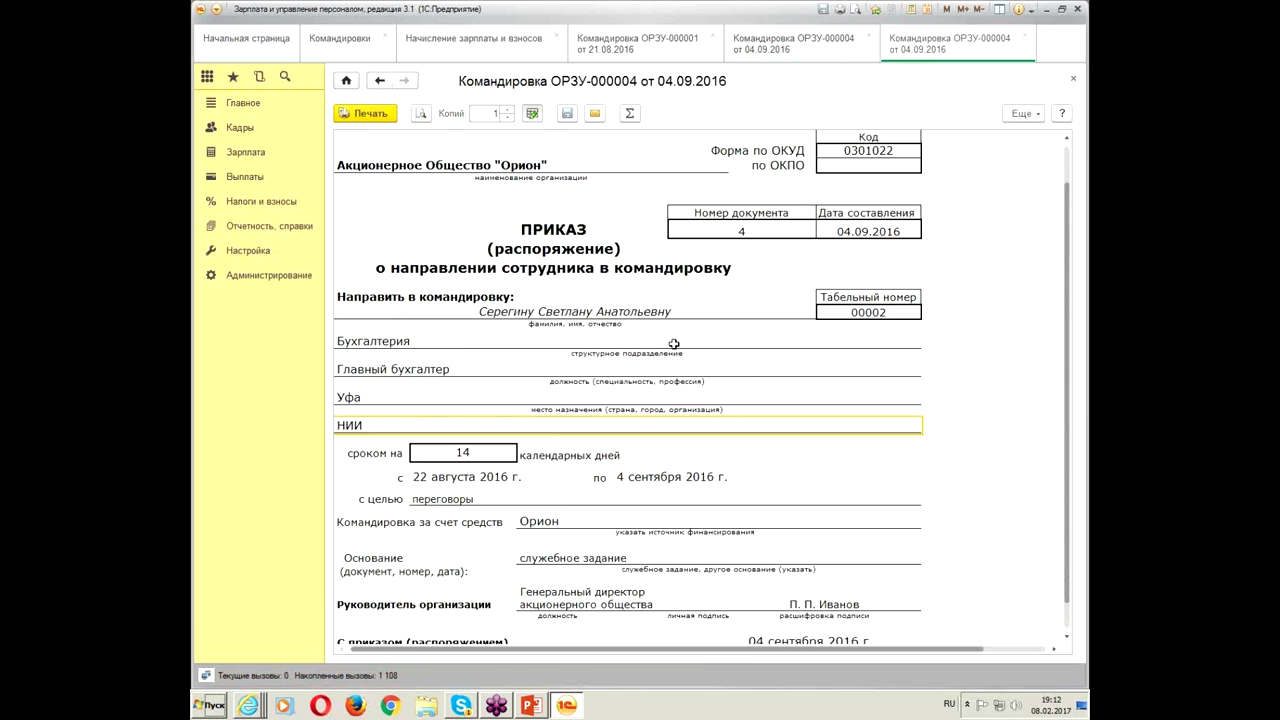 Зарплата и управление персоналом, редакция 3.1 (1С:Предприятие)
M M+ M-
Начальная страница
Командировки
Начисление зарплаты и взносов
Командировка ОРЗУ-000001
от 21.08.2016
Командировка ОРЗУ-000004
от 04.09.2016
Командировка ОРЗУ-000004
от 04.09.2016
Командировка ОРЗУ-000004 от 04.09.2016
Главное
Кадры
Зарплата
Выплаты
Налоги и взносы
Отчетность, справки
Настройка
Администрирование
Печать
Копий
1
Еще
?
Код
Форма по ОКУД
0301022
по ОКПО
Акционерное Общество "Орион"
наименование организации
Номер документа
Дата составления
4
04.09.2016
ПРИКАЗ
(распоряжение)
о направлении сотрудника в командировку
Направить в командировку:
Табельный номер
Серегину Светлану Анатольевну
00002
фамилия, имя, отчество
Бухгалтерия
структурное подразделение
Главный бухгалтер
должность (специальность, профессия)
Уфа
место назначения (страна, город, организация)
НИИ
сроком на
14
календарных дней
с 22 августа 2016 г.
по 4 сентября 2016 г.
с целью
переговоры
Командировка за счет средств
Орион
указать источник финансирования
Основание
(документ, номер, дата):
служебное задание
служебное задание, другое основание (указать)
Руководитель организации
Генеральный директор
акционерного общества
П. П. Иванов
должность
личная подпись
расшифровка подписи
С приказом (распоряжением)
04 сентября 2016 г.
Текущие вызовы: 0 Накопленные вызовы: 1 108
Пуск
RU
19:12
08.02.2017